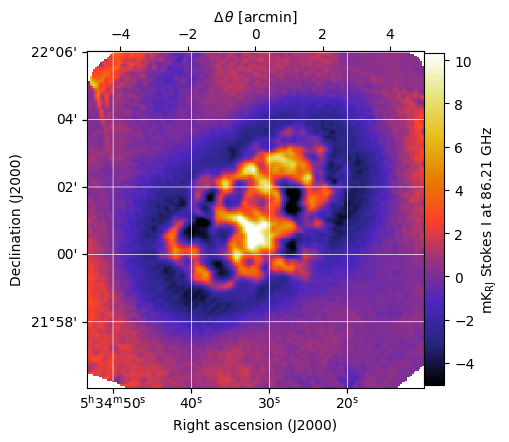 Δθ [arcmin]
−4 −2 0 2 4
22°06'
04'
02'
00'
21°58'
Declination (J2000)
5ʰ34ᵐ50ˢ 40ˢ 30ˢ 20ˢ
Right ascension (J2000)
10
8
6
4
2
0
−2
−4
mK_RJ Stokes I at 86.21 GHz